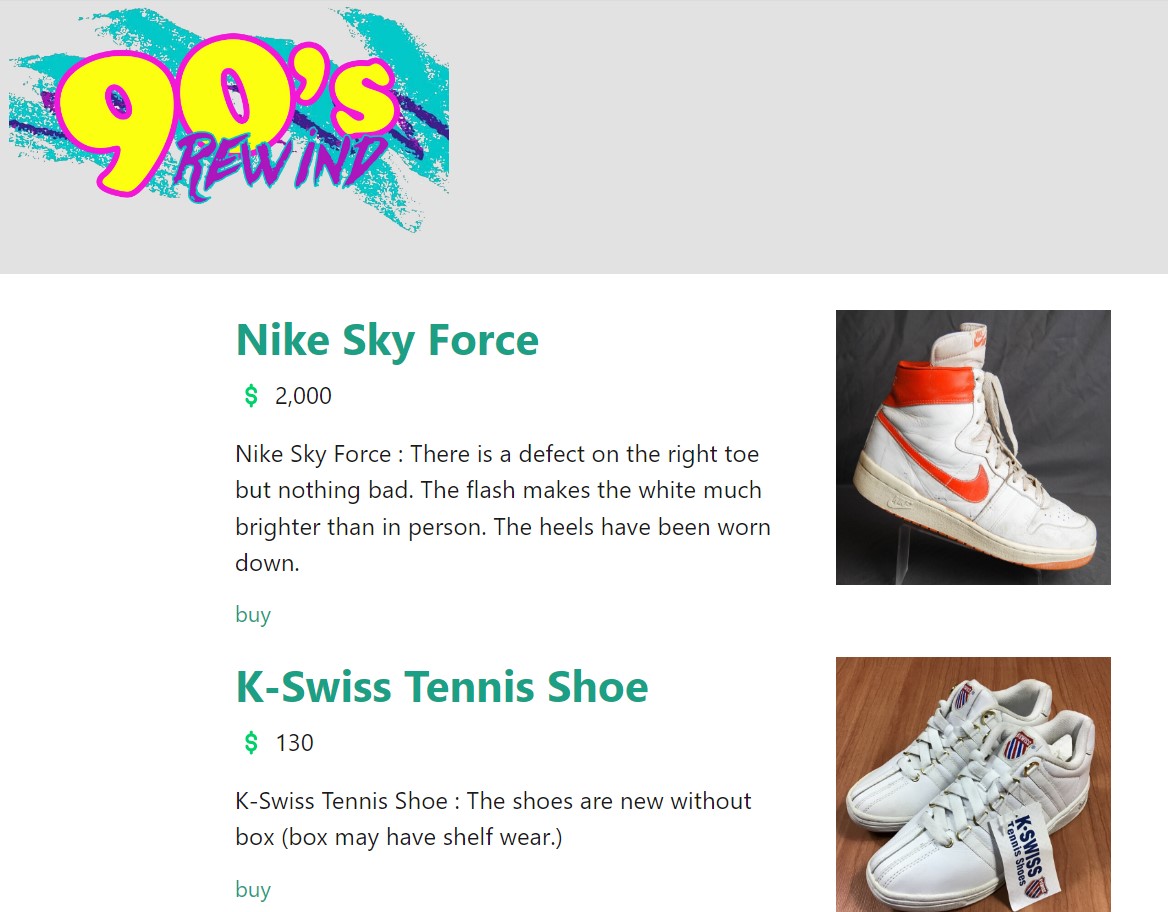 90's
REWIND
Nike Sky Force
$ 2,000
Nike Sky Force : There is a defect on the right toe
but nothing bad. The flash makes the white much
brighter than in person. The heels have been worn
down.
buy
K-Swiss Tennis Shoe
$ 130
K-Swiss Tennis Shoe : The shoes are new without
box (box may have shelf wear.)
buy
K-SWISS
Tennis Shoes